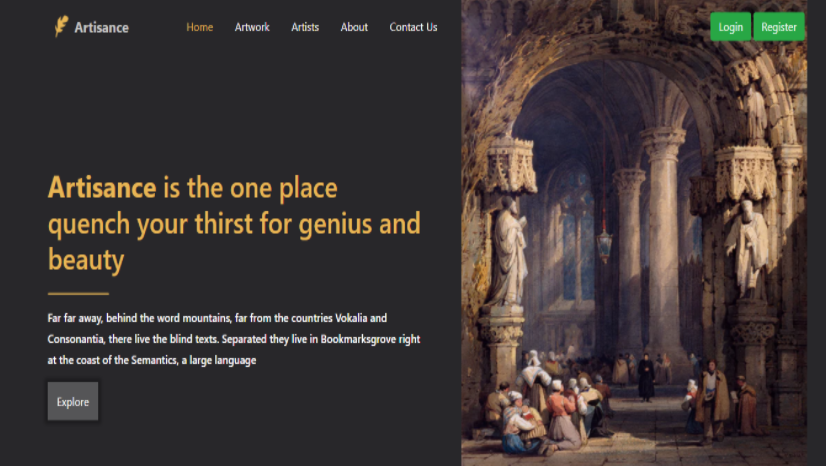 Artisance
Home Artwork Artists About Contact Us
Login Register
Artisance is the one place
quench your thirst for genius and
beauty
Far far away, behind the word mountains, far from the countries Vokalia and
Consonantia, there live the blind texts. Separated they live in Bookmarksgrove right
at the coast of the Semantics, a large language
Explore